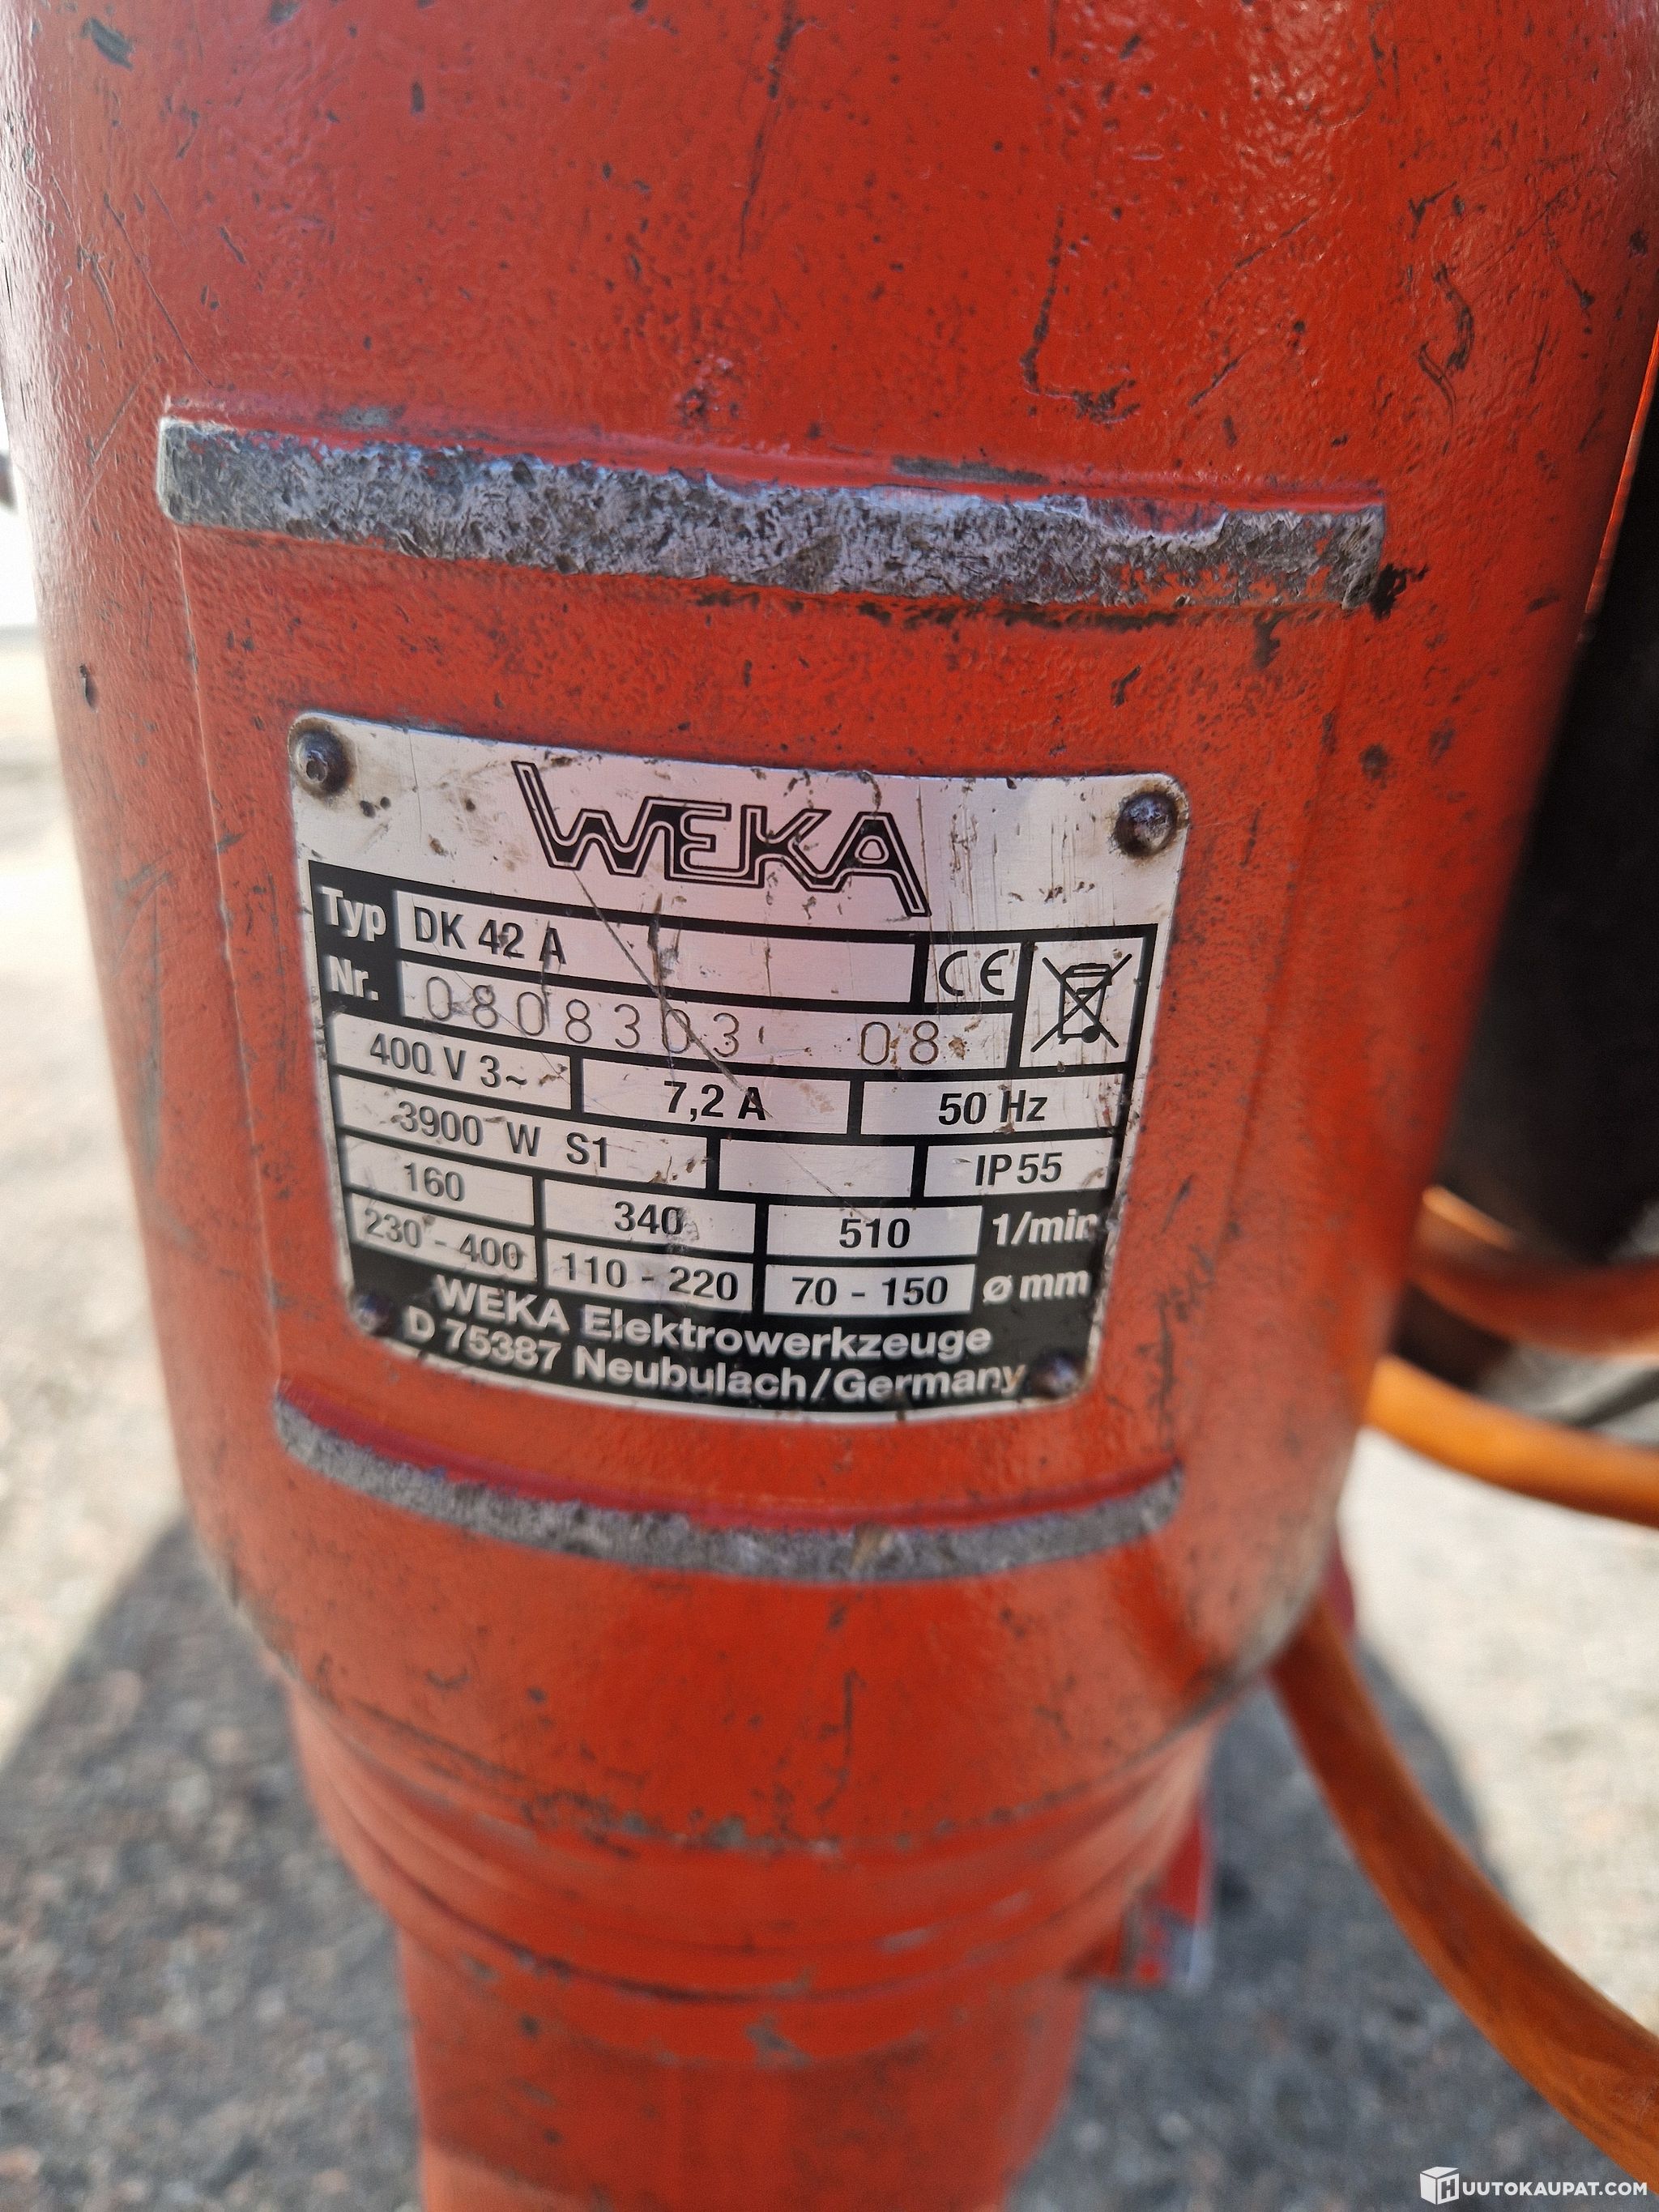 WEKA
Typ DK 42 A CE
Nr. 0808303 08
400 V 3~ 7,2 A 50 Hz
3900 W S1 IP55
160 340 510 1/min
230 - 400 110 - 220 70 - 150 ø mm
WEKA Elektrowerkzeuge
D 75387 Neubulach/Germany
HUUTOKAUPAT.COM